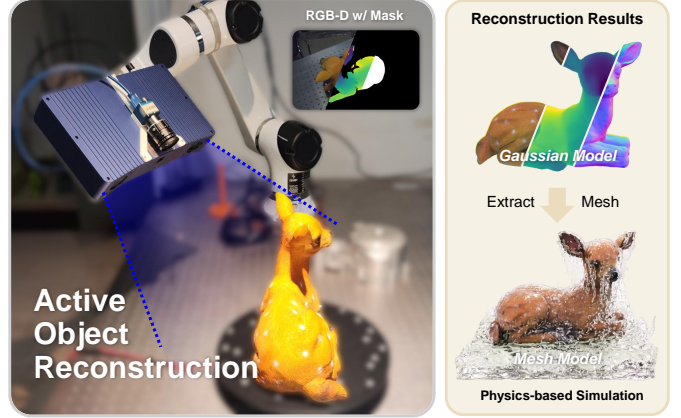 RGB-D w/ Mask
Active
Object
Reconstruction
Reconstruction Results
Gaussian Model
Extract
Mesh
Mesh Model
Physics-based Simulation